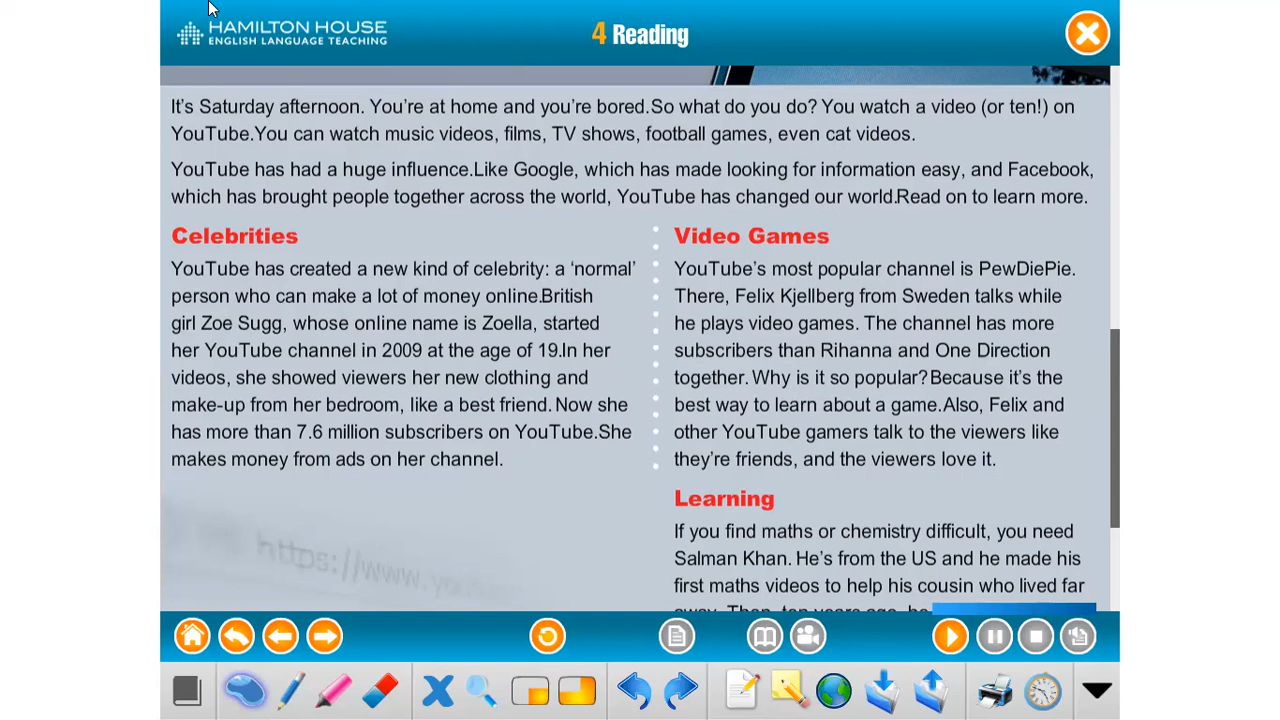 HAMILTON HOUSE
ENGLISH LANGUAGE TEACHING
4 Reading
It's Saturday afternoon. You're at home and you're bored.So what do you do? You watch a video (or ten!) on
YouTube.You can watch music videos, films, TV shows, football games, even cat videos.
YouTube has had a huge influence.Like Google, which has made looking for information easy, and Facebook,
which has brought people together across the world, YouTube has changed our world.Read on to learn more.
Celebrities
YouTube has created a new kind of celebrity: a 'normal'
person who can make a lot of money online.British
girl Zoe Sugg, whose online name is Zoella, started
her YouTube channel in 2009 at the age of 19.In her
videos, she showed viewers her new clothing and
make-up from her bedroom, like a best friend. Now she
has more than 7.6 million subscribers on YouTube.She
makes money from ads on her channel.
https://www.you
Video Games
YouTube's most popular channel is PewDiePie.
There, Felix Kjellberg from Sweden talks while
he plays video games. The channel has more
subscribers than Rihanna and One Direction
together. Why is it so popular? Because it's the
best way to learn about a game.Also, Felix and
other YouTube gamers talk to the viewers like
they're friends, and the viewers love it.
Learning
If you find maths or chemistry difficult, you need
Salman Khan. He's from the US and he made his
first maths videos to help his cousin who lived far
away. Then, ten years ago, he